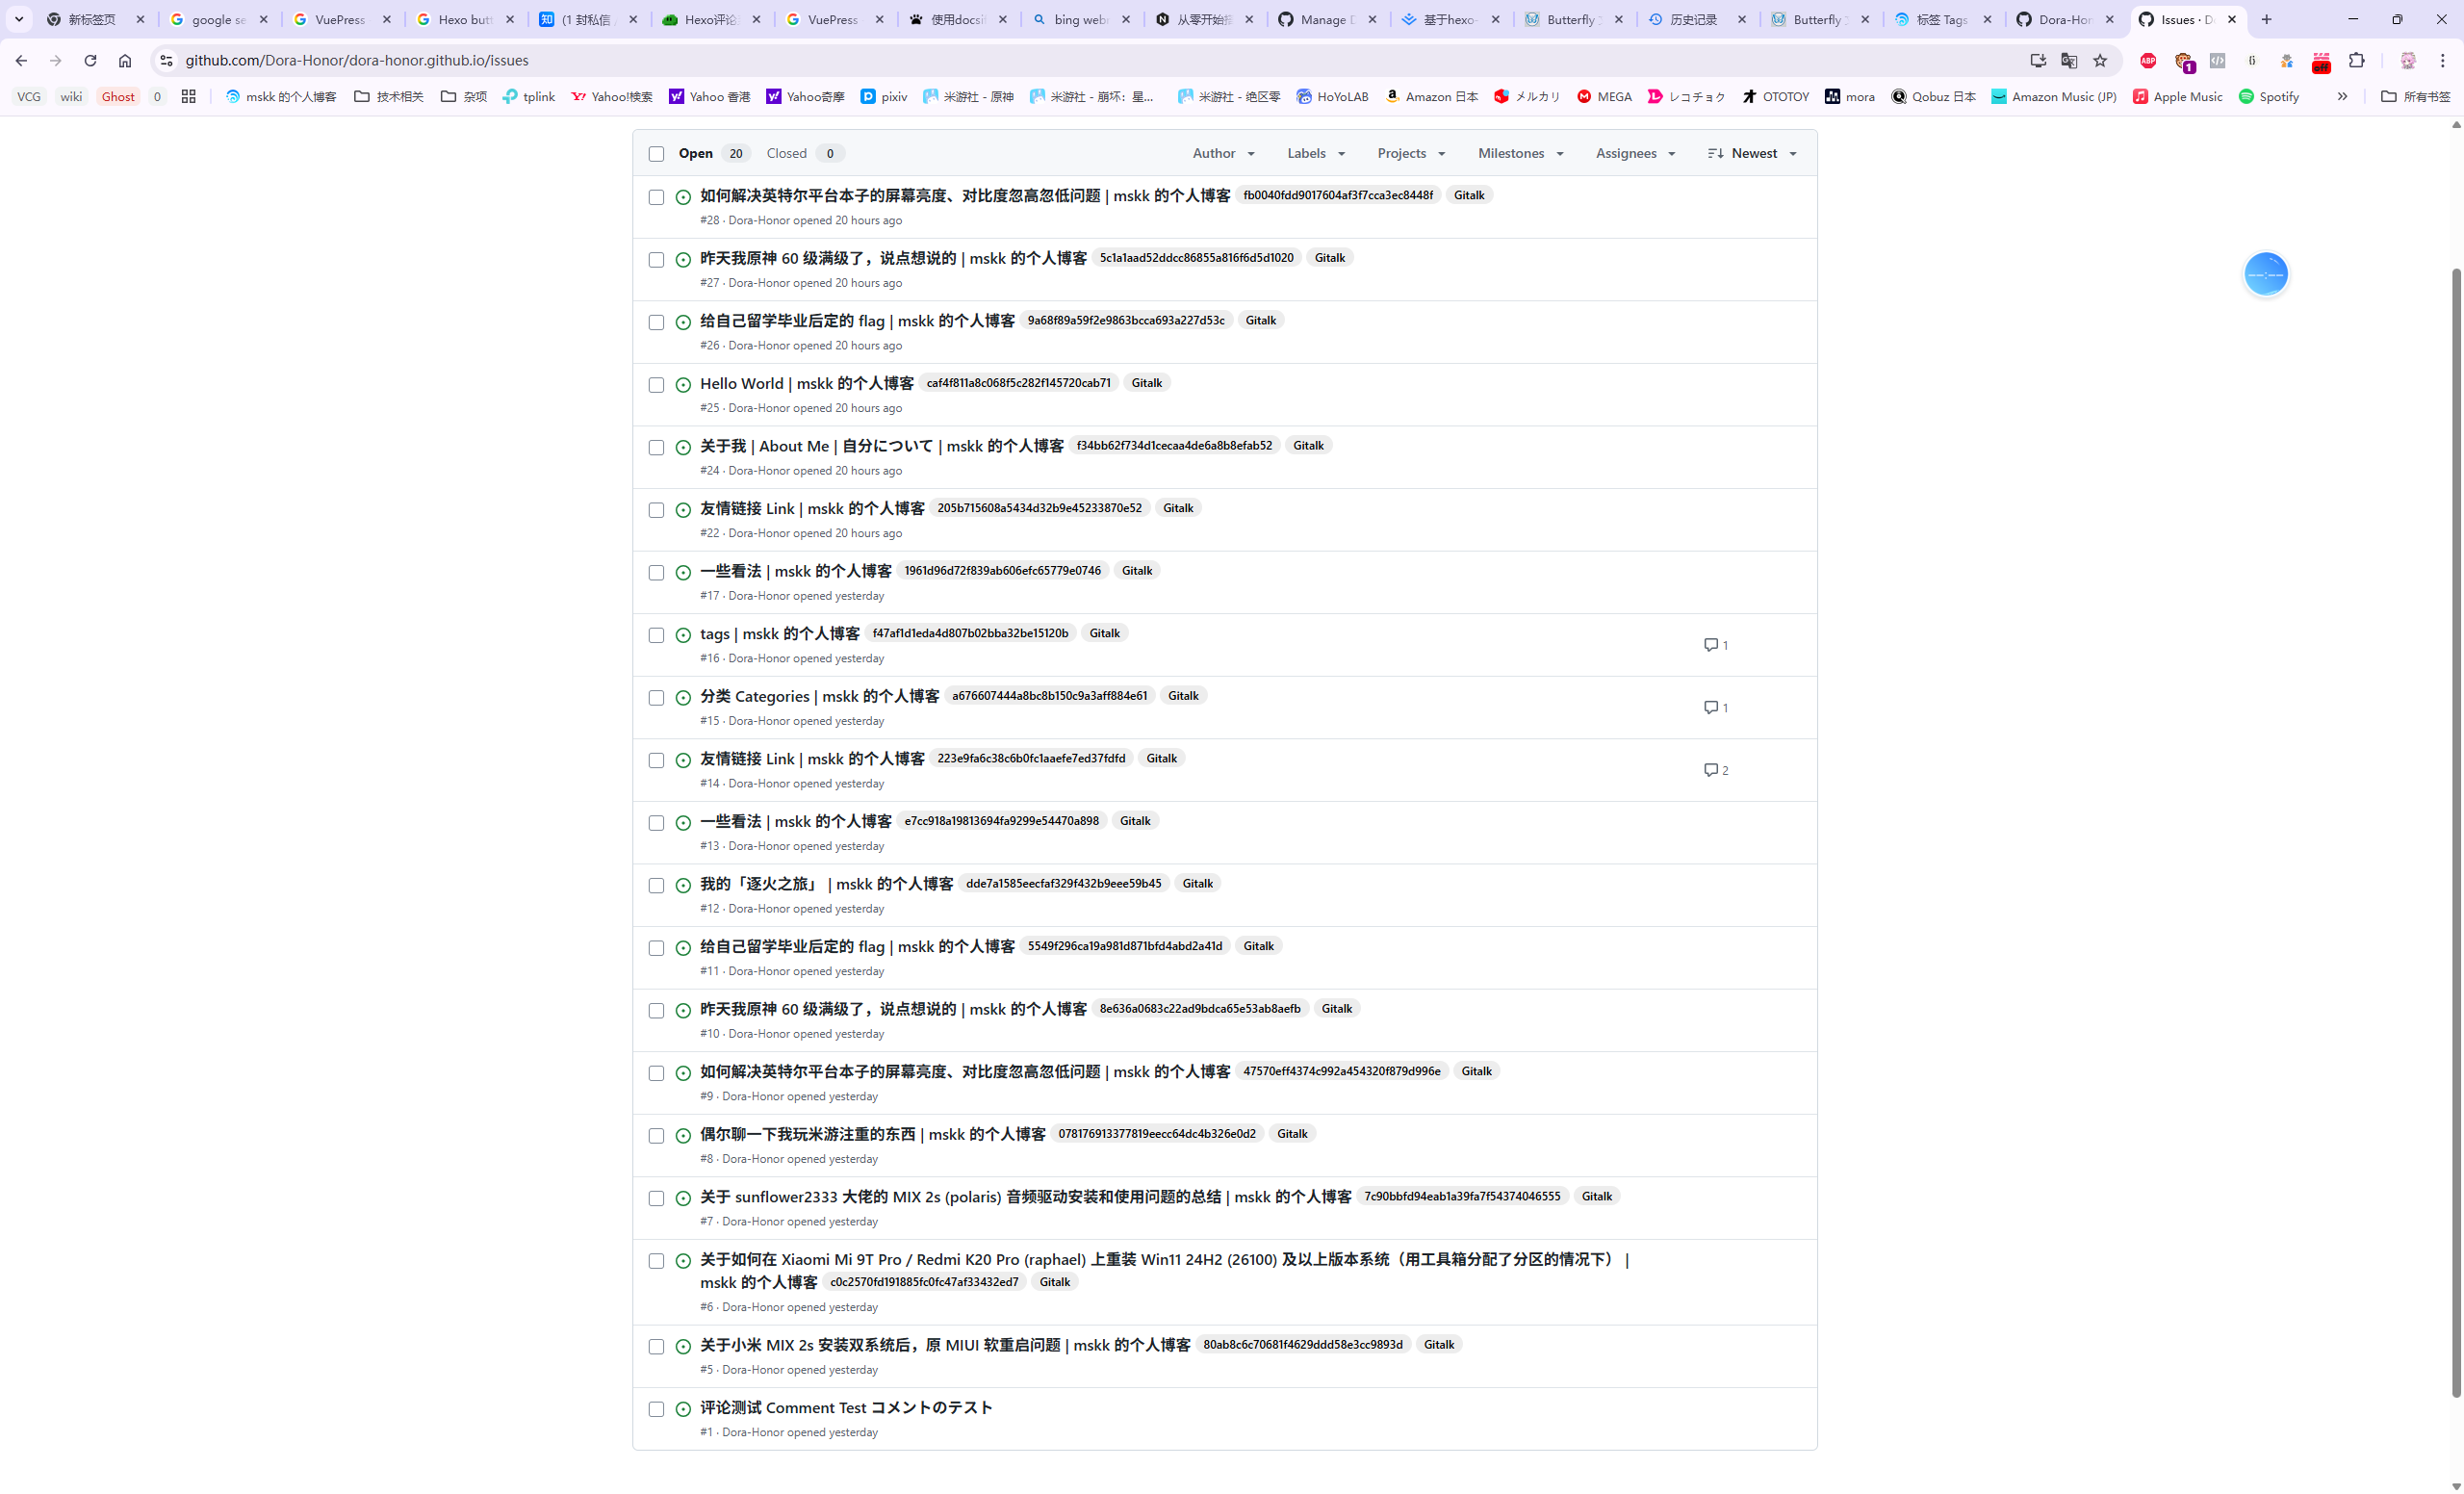 新标签页
google se
VuePress
Hexo but
(1 封私信
Hexo评论
VuePress
使用docsi
bing web
从零开始搭
Manage D
基于hexo-
Butterfly
历史记录
Butterfly
标签 Tags
Dora-Hon
Issues · D
github.com/Dora-Honor/dora-honor.github.io/issues
ABP
1
off
VCG
wiki
Ghost
0
mskk 的个人博客
技术相关
杂项
tplink
Yahoo!検索
Yahoo 香港
Yahoo奇摩
pixiv
米游社 - 原神
米游社 - 崩坏：星...
米游社 - 绝区零
HoYoLAB
Amazon 日本
メルカリ
MEGA
レコチョク
OTOTOY
mora
Qobuz 日本
Amazon Music (JP)
Apple Music
Spotify
所有书签
Open 20 Closed 0 Author Labels Projects Milestones Assignees Newest
如何解决英特尔平台本子的屏幕亮度、对比度忽高忽低问题 | mskk 的个人博客 fb0040fdd9017604af3f7cca3ec8448f Gitalk
#28 · Dora-Honor opened 20 hours ago
昨天我原神 60 级满级了，说点想说的 | mskk 的个人博客 5c1a1aad52ddcc86855a816f6d5d1020 Gitalk
#27 · Dora-Honor opened 20 hours ago
给自己留学毕业后定的 flag | mskk 的个人博客 9a68f89a59f2e9863bcca693a227d53c Gitalk
#26 · Dora-Honor opened 20 hours ago
Hello World | mskk 的个人博客 caf4f811a8c068f5c282f145720cab71 Gitalk
#25 · Dora-Honor opened 20 hours ago
关于我 | About Me | 自分について | mskk 的个人博客 f34bb62f734d1cecaa4de6a8b8efab52 Gitalk
#24 · Dora-Honor opened 20 hours ago
友情链接 Link | mskk 的个人博客 205b715608a5434d32b9e45233870e52 Gitalk
#22 · Dora-Honor opened 20 hours ago
一些看法 | mskk 的个人博客 1961d96d72f839ab606efc65779e0746 Gitalk
#17 · Dora-Honor opened yesterday
tags | mskk 的个人博客 f47af1d1eda4d807b02bba32be15120b Gitalk 1
#16 · Dora-Honor opened yesterday
分类 Categories | mskk 的个人博客 a676607444a8bc8b150c9a3aff884e61 Gitalk 1
#15 · Dora-Honor opened yesterday
友情链接 Link | mskk 的个人博客 223e9fa6c38c6b0fc1aaefe7ed37fdfd Gitalk 2
#14 · Dora-Honor opened yesterday
一些看法 | mskk 的个人博客 e7cc918a19813694fa9299e54470a898 Gitalk
#13 · Dora-Honor opened yesterday
我的「逐火之旅」 | mskk 的个人博客 dde7a1585eecfaf329f432b9eee59b45 Gitalk
#12 · Dora-Honor opened yesterday
给自己留学毕业后定的 flag | mskk 的个人博客 5549f296ca19a981d871bfd4abd2a41d Gitalk
#11 · Dora-Honor opened yesterday
昨天我原神 60 级满级了，说点想说的 | mskk 的个人博客 8e636a0683c22ad9bdca65e53ab8aefb Gitalk
#10 · Dora-Honor opened yesterday
如何解决英特尔平台本子的屏幕亮度、对比度忽高忽低问题 | mskk 的个人博客 47570eff4374c992a454320f879d996e Gitalk
#9 · Dora-Honor opened yesterday
偶尔聊一下我玩米游注重的东西 | mskk 的个人博客 078176913377819eecc64dc4b326e0d2 Gitalk
#8 · Dora-Honor opened yesterday
关于 sunflower2333 大佬的 MIX 2s (polaris) 音频驱动安装和使用问题的总结 | mskk 的个人博客 7c90bbfd94eab1a39fa7f54374046555 Gitalk
#7 · Dora-Honor opened yesterday
关于如何在 Xiaomi Mi 9T Pro / Redmi K20 Pro (raphael) 上重装 Win11 24H2 (26100) 及以上版本系统（用工具箱分配了分区的情况下） |
mskk 的个人博客 c0c2570fd191885fc0fc47af33432ed7 Gitalk
#6 · Dora-Honor opened yesterday
关于小米 MIX 2s 安装双系统后，原 MIUI 软重启问题 | mskk 的个人博客 80ab8c6c70681f4629ddd58e3cc9893d Gitalk
#5 · Dora-Honor opened yesterday
评论测试 Comment Test コメントのテスト
#1 · Dora-Honor opened yesterday